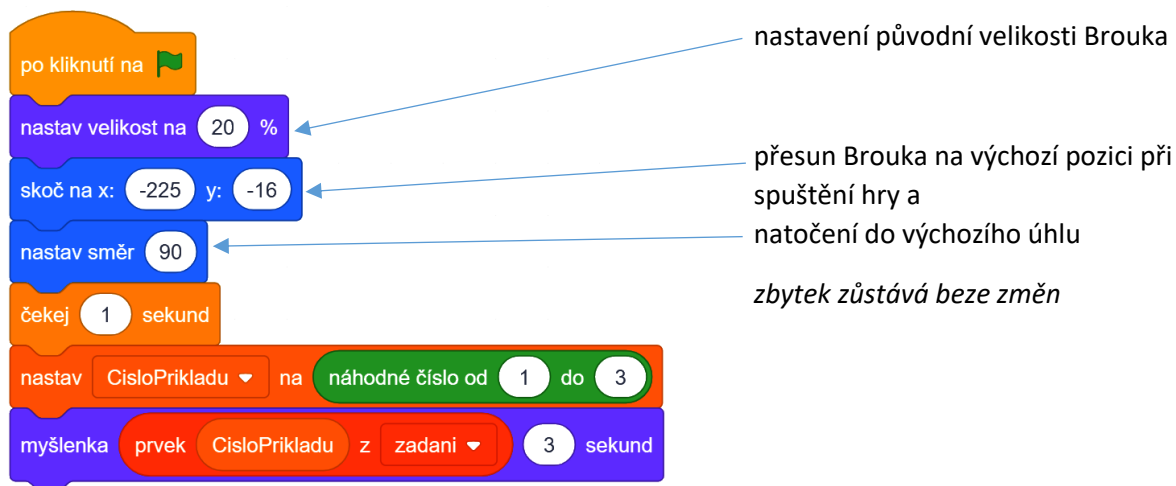 po kliknutí na
nastav velikost na 20 %
skoč na x: -225 y: -16
nastav směr 90
čekej 1 sekund
nastav CisloPrikladu na náhodné číslo od 1 do 3
myšlenka prvek CisloPrikladu z zadani 3 sekund
nastavení původní velikosti Brouka
přesun Brouka na výchozí pozici při
spuštění hry a
natočení do výchozího úhlu
zbytek zůstává beze změn